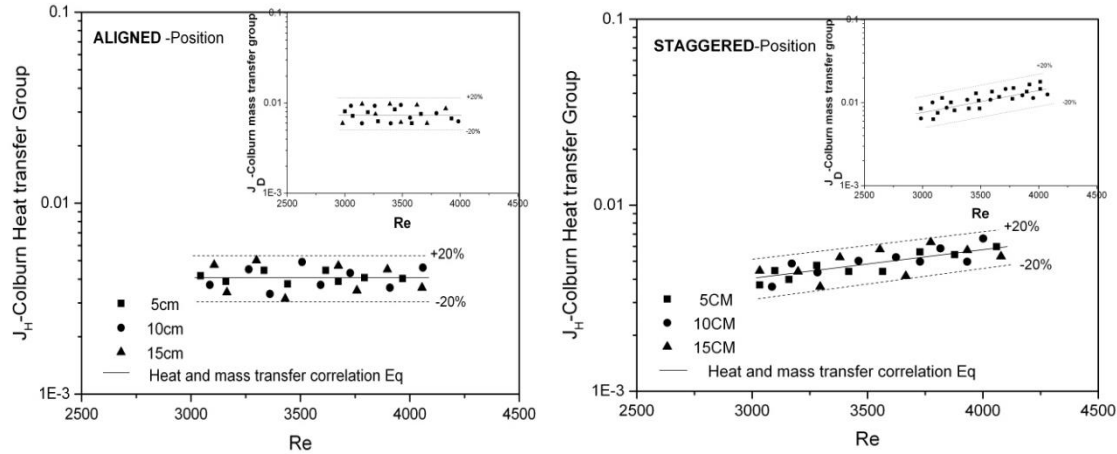 ALIGNED -Position
J_H-Colburn Heat transfer Group
0.1
0.01
1E-3
2500 3000 3500 4000 4500
Re
+20%
-20%
5cm
10cm
15cm
Heat and mass transfer correlation Eq
J_D-Colburn mass transfer group
0.1
0.01
1E-3
2500 3000 3500 4000 4500
Re
+20%
-20%
STAGGERED-Position
J_H-Colburn Heat transfer Group
0.1
0.01
1E-3
2500 3000 3500 4000 4500
Re
+20%
-20%
5CM
10CM
15CM
Heat and mass transfer correlation Eq
J_D-Colburn mass transfer group
0.1
0.01
1E-3
2500 3000 3500 4000 4500
Re
+20%
-20%